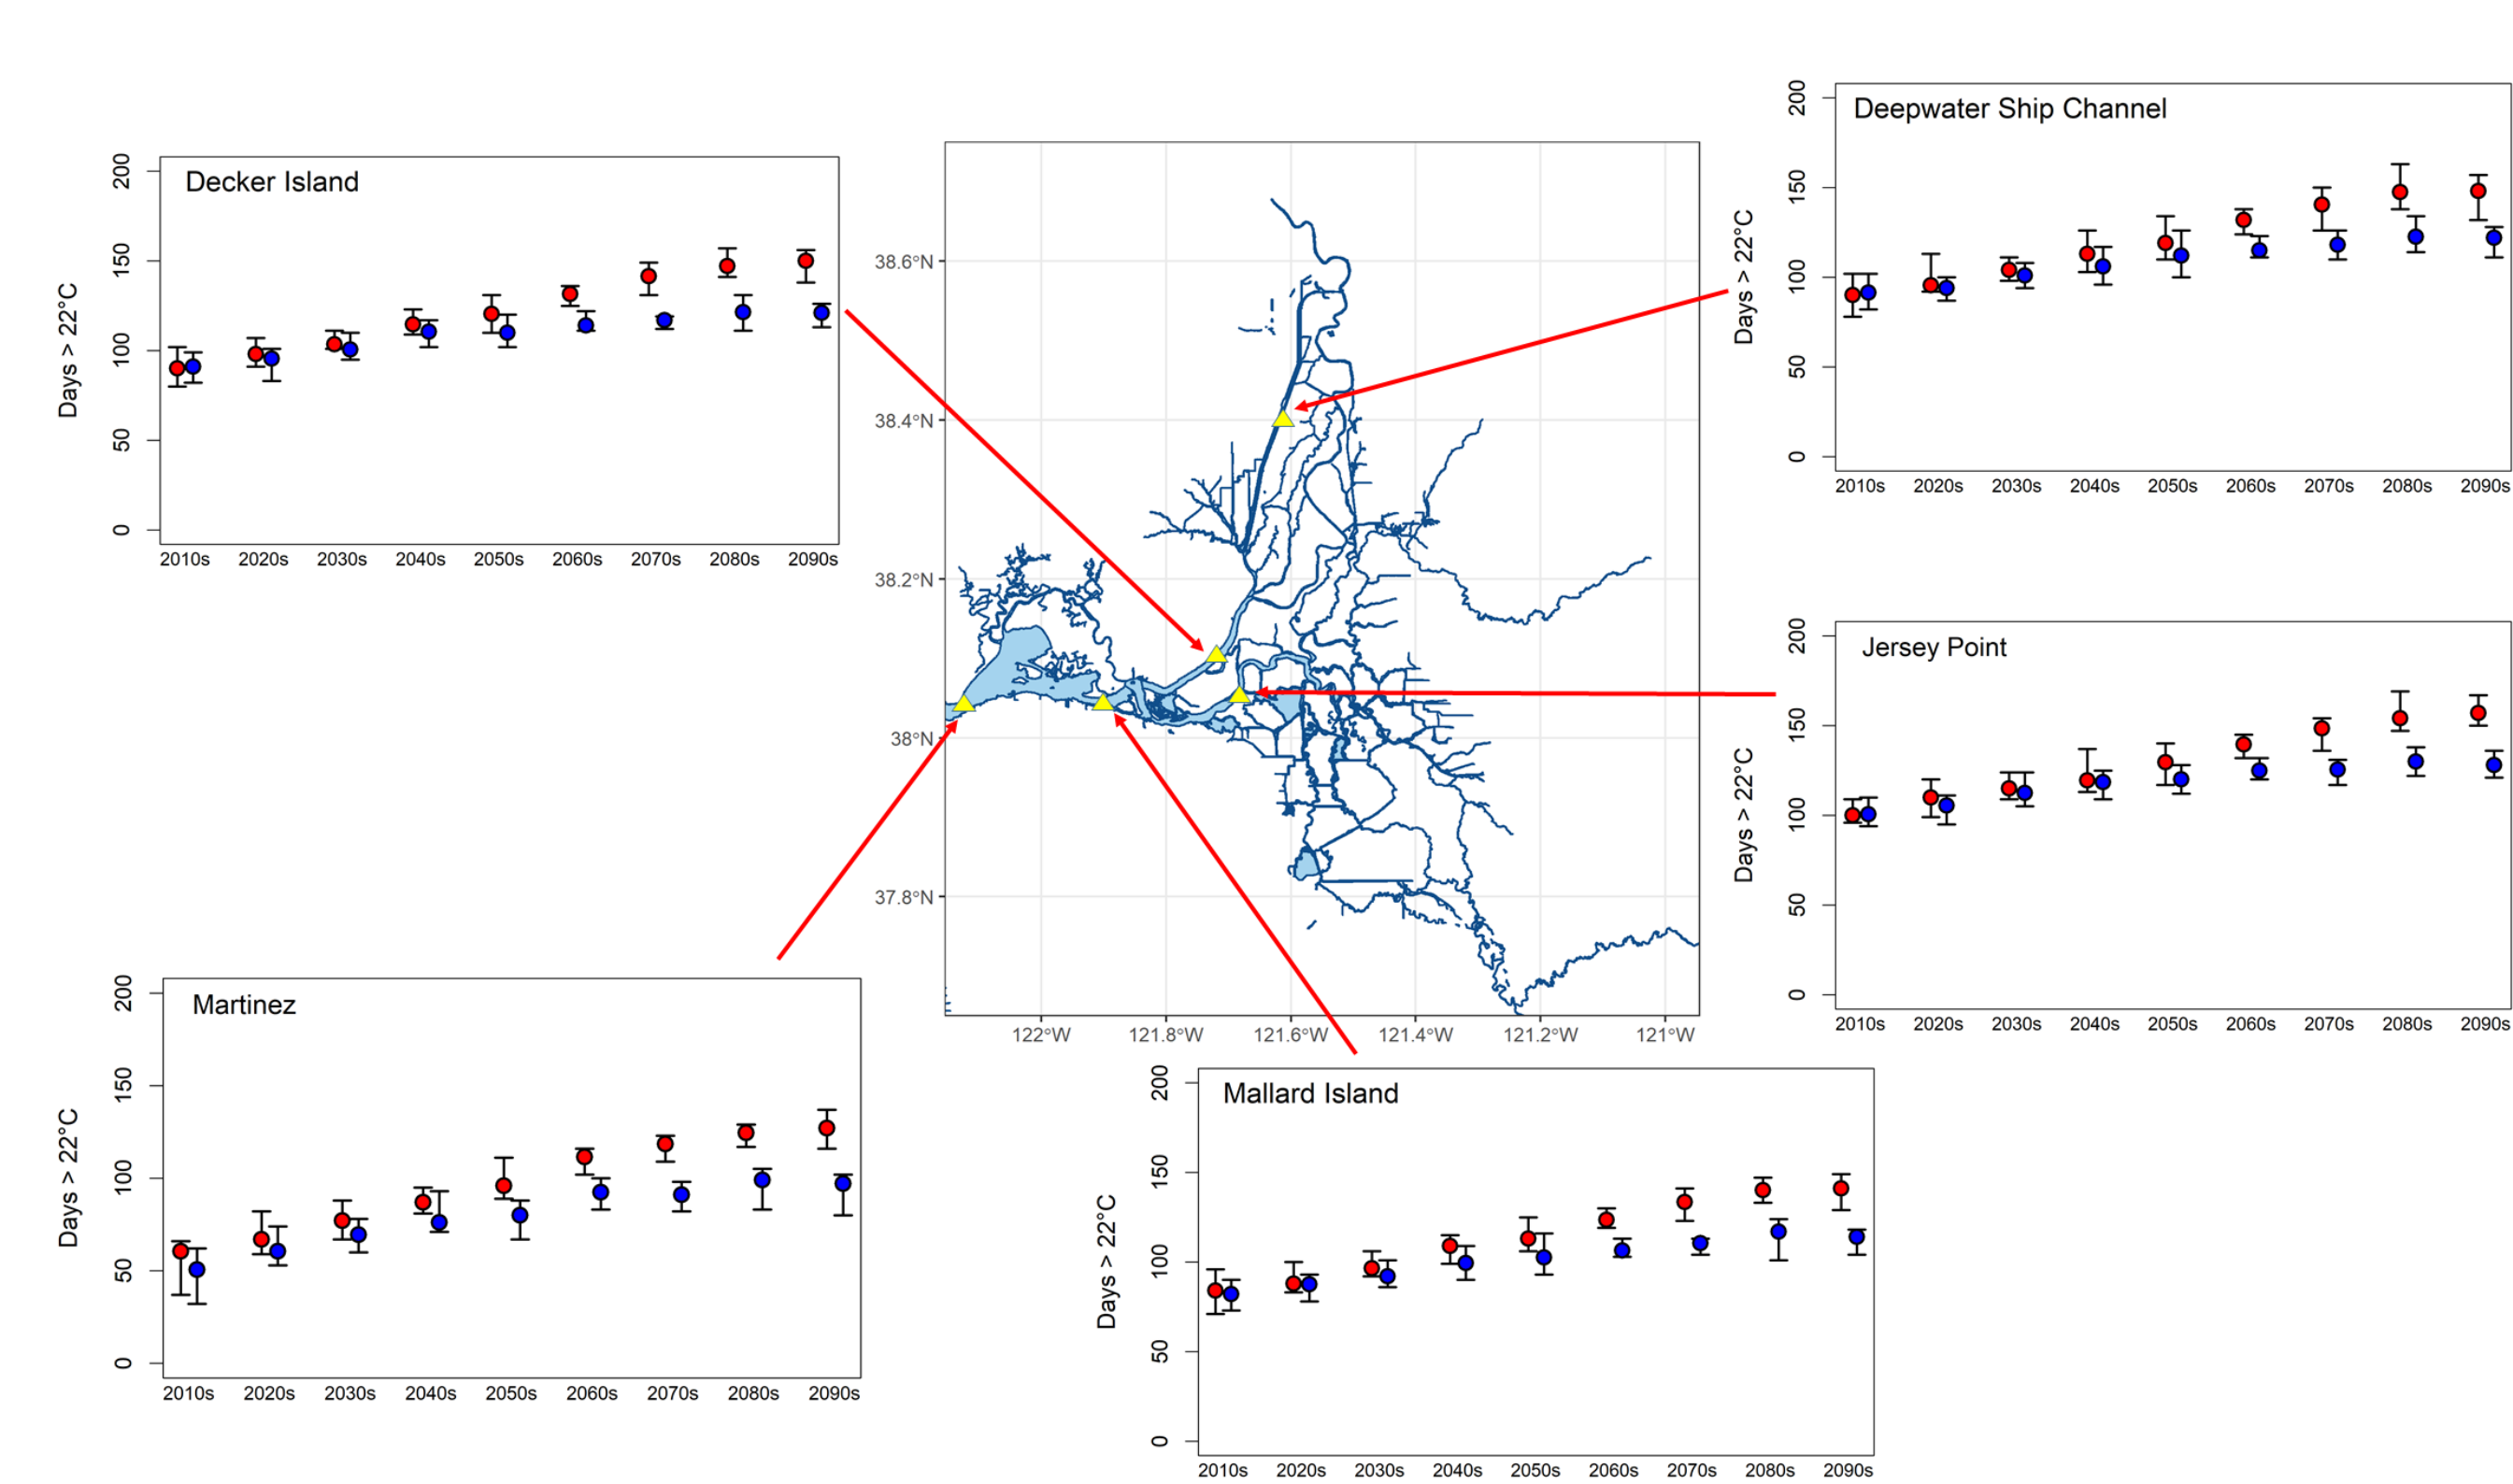 Decker Island
Days > 22°C
200
150
100
50
0
2010s 2020s 2030s 2040s 2050s 2060s 2070s 2080s 2090s
Deepwater Ship Channel
Days > 22°C
200
150
100
50
0
2010s 2020s 2030s 2040s 2050s 2060s 2070s 2080s 2090s
38.6°N
38.4°N
38.2°N
38°N
37.8°N
122°W 121.8°W 121.6°W 121.4°W 121.2°W 121°W
Jersey Point
Days > 22°C
200
150
100
50
0
2010s 2020s 2030s 2040s 2050s 2060s 2070s 2080s 2090s
Martinez
Days > 22°C
200
150
100
50
0
2010s 2020s 2030s 2040s 2050s 2060s 2070s 2080s 2090s
Mallard Island
Days > 22°C
200
150
100
50
0
2010s 2020s 2030s 2040s 2050s 2060s 2070s 2080s 2090s